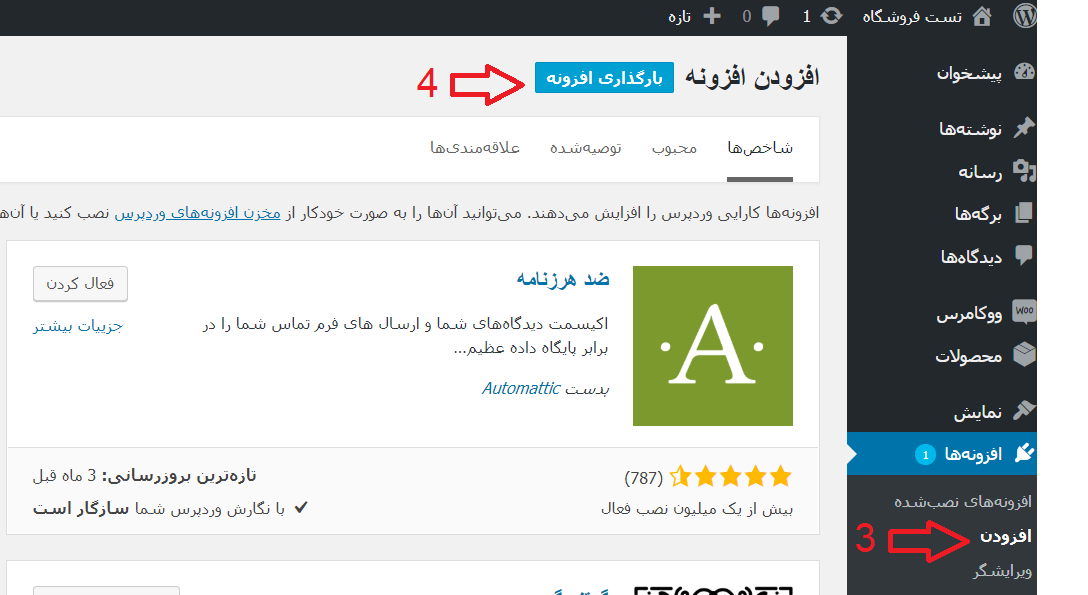 تست فروشگاه 1 0 تازه
پیشخوان
نوشته‌ها
رسانه
برگه‌ها
دیدگاه‌ها
Woo ووکامرس
محصولات
نمایش
افزونه‌ها 1
افزونه‌های نصب‌شده
افزودن 3
ویرایشگر
افزودن افزونه بارگذاری افزونه 4
شاخص‌ها محبوب توصیه‌شده علاقه‌مندی‌ها
افزونه‌ها کارایی وردپرس را افزایش می‌دهند. می‌توانید آن‌ها را به صورت خودکار از مخزن افزونه‌های وردپرس نصب کنید یا آن‌ها
A
ضد هرزنامه
فعال کردن
جزییات بیشتر
اکیسمت دیدگاه‌های شما و ارسال های فرم تماس شما را در
برابر پایگاه داده عظیم...
بدست Automattic
(787)
بیش از یک میلیون نصب فعال
تازه‌ترین بروزرسانی: 3 ماه قبل
با نگارش وردپرس شما سازگار است